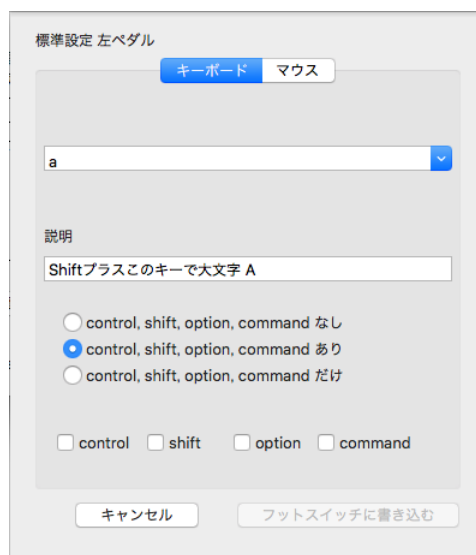 標準設定 左ペダル
キーボード マウス
a
説明
Shiftプラスこのキーで大文字 A
control, shift, option, command なし
control, shift, option, command あり
control, shift, option, command だけ
control shift option command
キャンセル フットスイッチに書き込む